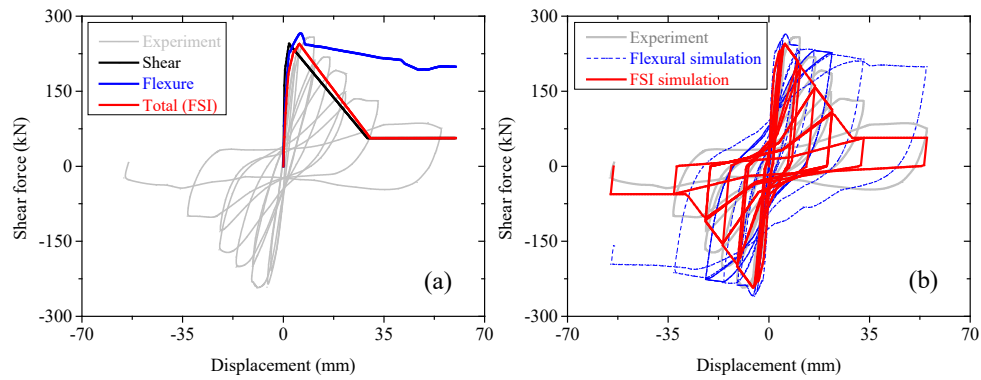 300
150
0
-150
-300
Shear force (kN)
Experiment
Shear
Flexure
Total (FSI)
(a)
-70
-35
0
35
70
Displacement (mm)
300
150
0
-150
-300
Shear force (kN)
Experiment
Flexural simulation
FSI simulation
(b)
-70
-35
0
35
70
Displacement (mm)